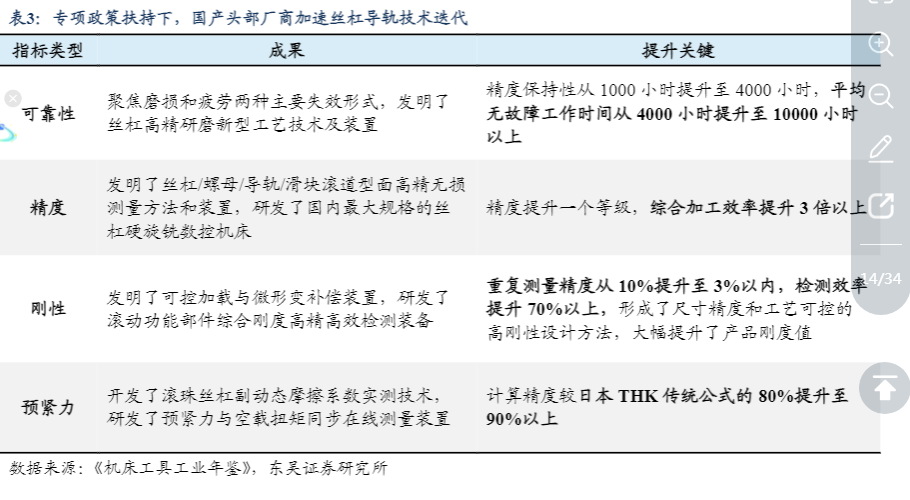 表3：专项政策扶持下，国产头部厂商加速丝杠导轨技术迭代
指标类型 成果 提升关键
可靠性
聚焦磨损和疲劳两种主要失效形式，发明了
丝杠高精研磨新型工艺技术及装置
精度保持性从 1000 小时提升至 4000 小时，平均
无故障工作时间从 4000 小时提升至 10000 小时
以上
精度
发明了丝杠/螺母/导轨/滑块滚道型面高精无损
测量方法和装置，研发了国内最大规格的丝
杠硬旋铣数控机床
精度提升一个等级，综合加工效率提升 3 倍以上
刚性
发明了可控加载与微形变补偿装置，研发了
滚动功能部件综合刚度高精高效检测装备
重复测量精度从 10%提升至 3%以内，检测效率
提升 70%以上，形成了尺寸精度和工艺可控的
高刚性设计方法，大幅提升了产品刚度值
预紧力
开发了滚珠丝杠副动态摩擦系数实测技术，
研发了预紧力与空载扭矩同步在线测量装置
计算精度较日本 THK 传统公式的 80%提升至
90%以上
数据来源：《机床工具工业年鉴》，东吴证券研究所
14/34